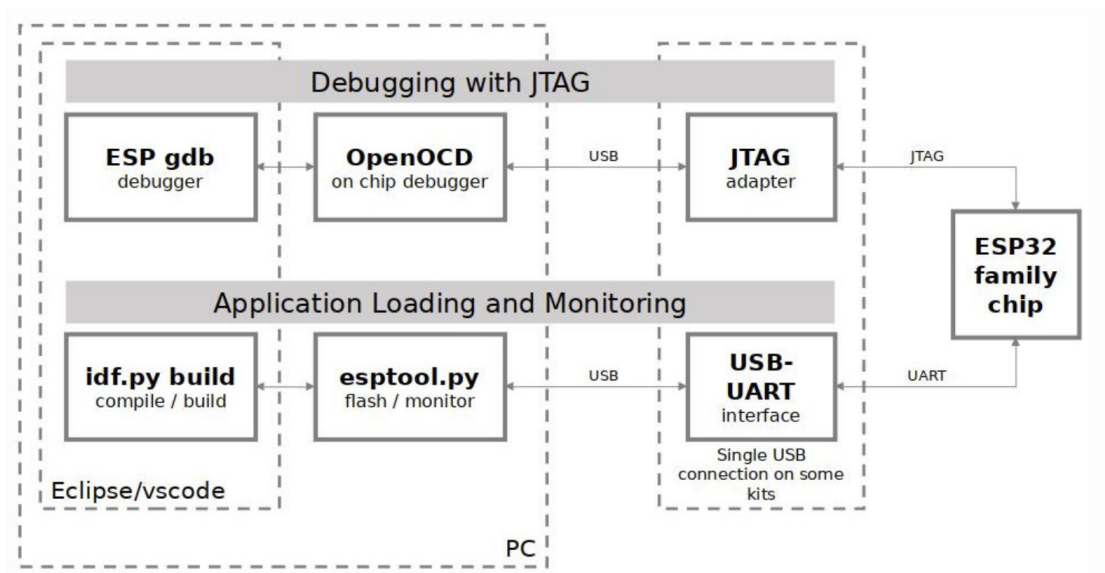 Debugging with JTAG
ESP gdb
debugger
OpenOCD
on chip debugger
USB
JTAG
adapter
JTAG
ESP32
family
chip
Application Loading and Monitoring
idf.py build
compile / build
esptool.py
flash / monitor
USB
USB-
UART
interface
UART
Single USB
connection on some
kits
Eclipse/vscode
PC